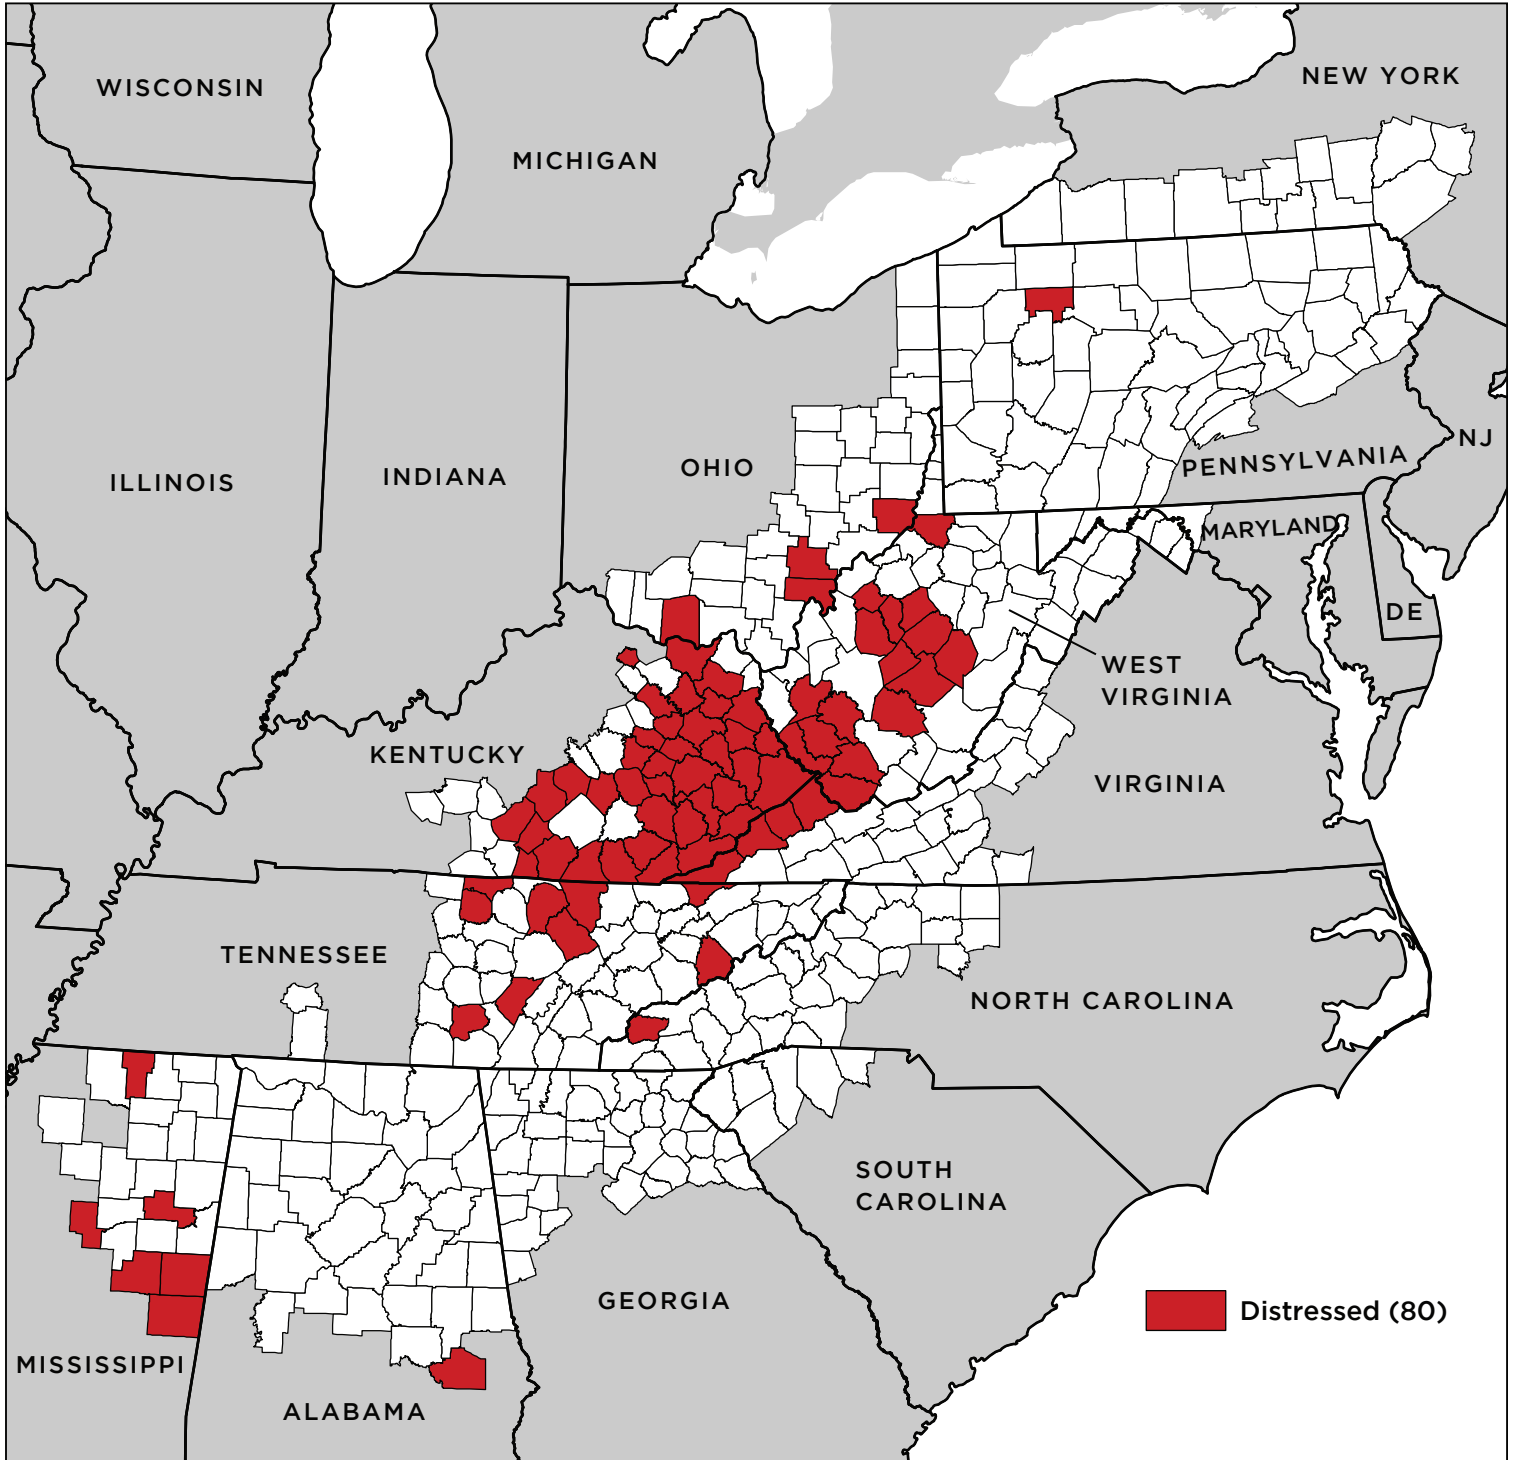 WISCONSIN
NEW YORK
MICHIGAN
ILLINOIS
INDIANA
OHIO
PENNSYLVANIA
NJ
MARYLAND
DE
WEST
VIRGINIA
KENTUCKY
VIRGINIA
TENNESSEE
NORTH CAROLINA
SOUTH
CAROLINA
GEORGIA
Distressed (80)
MISSISSIPPI
ALABAMA